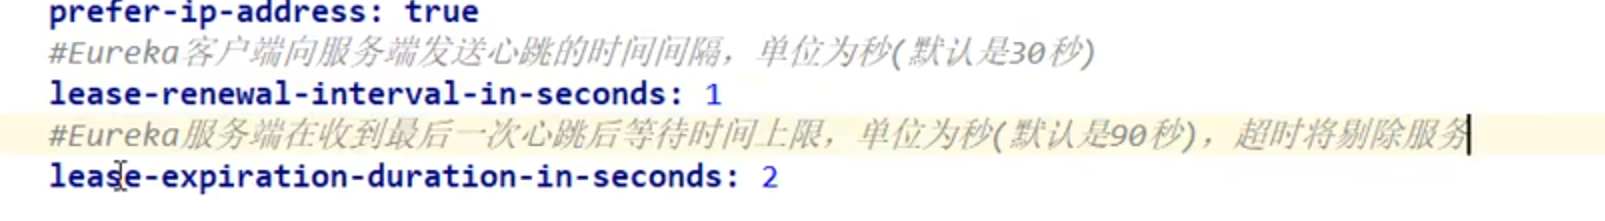 prefer-ip-address: true
#Eureka客户端向服务端发送心跳的时间间隔，单位为秒(默认是30秒)
lease-renewal-interval-in-seconds: 1
#Eureka服务端在收到最后一次心跳后等待时间上限，单位为秒(默认是90秒)，超时将剔除服务
lease-expiration-duration-in-seconds: 2